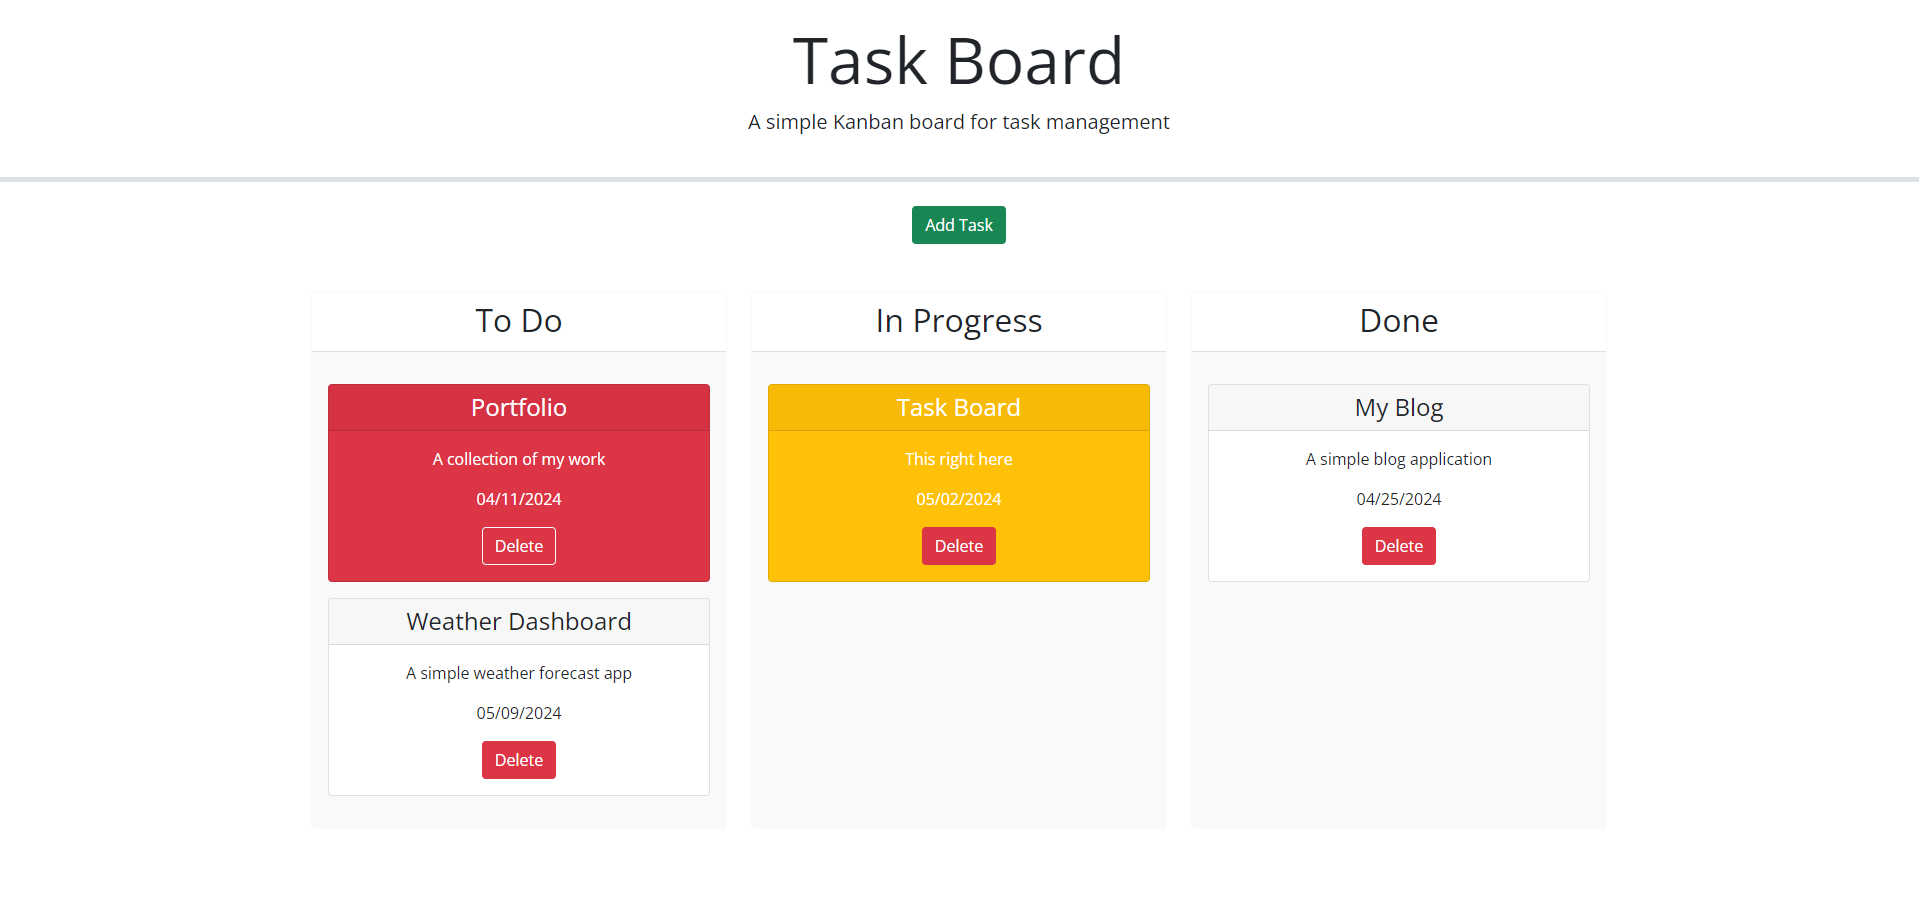 Task Board
A simple Kanban board for task management
Add Task
To Do
Portfolio
A collection of my work
04/11/2024
Delete
Weather Dashboard
A simple weather forecast app
05/09/2024
Delete
In Progress
Task Board
This right here
05/02/2024
Delete
Done
My Blog
A simple blog application
04/25/2024
Delete